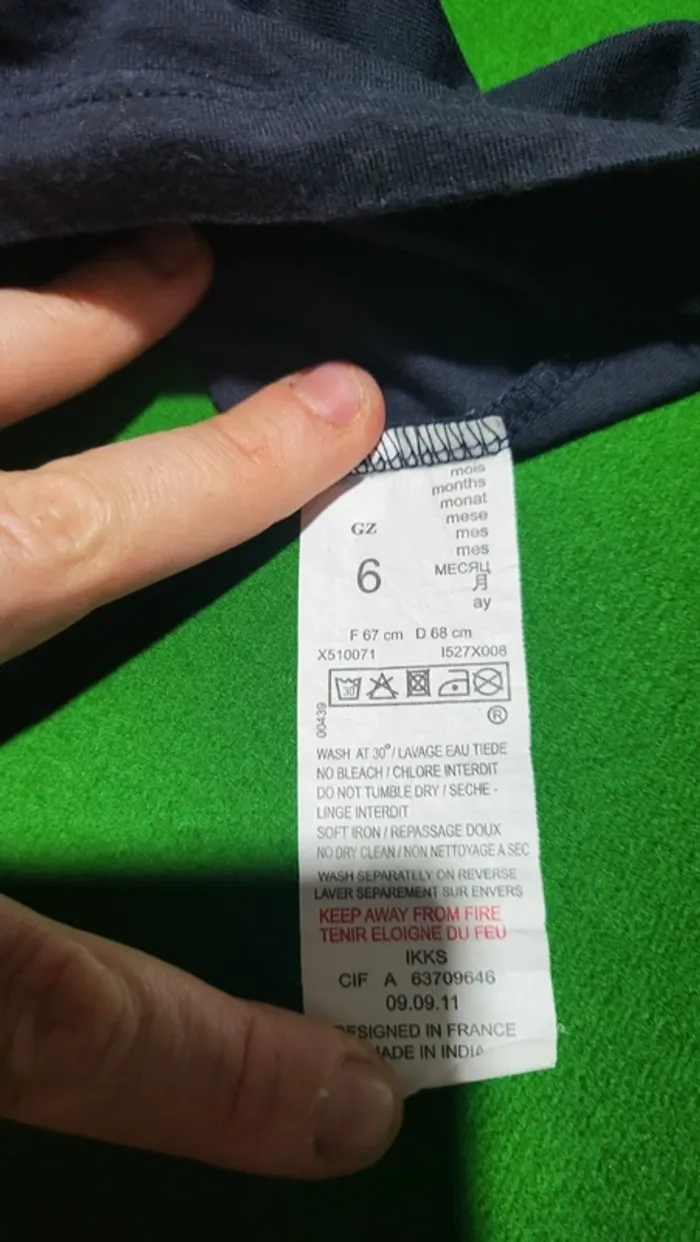 mois
months
monat
mese
mes
mes
МЕСЯЦ
月
ay
GZ
6
F 67 cm D 68 cm
X510071 I527X008
30
00439
®
WASH AT 30°/ LAVAGE EAU TIEDE
NO BLEACH / CHLORE INTERDIT
DO NOT TUMBLE DRY / SECHE -
LINGE INTERDIT
SOFT IRON / REPASSAGE DOUX
NO DRY CLEAN / NON NETTOYAGE A SEC
WASH SEPARATELY ON REVERSE
LAVER SEPAREMENT SUR ENVERS
KEEP AWAY FROM FIRE
TENIR ELOIGNE DU FEU
IKKS
CIF A 63709646
09.09.11
DESIGNED IN FRANCE
MADE IN INDIA